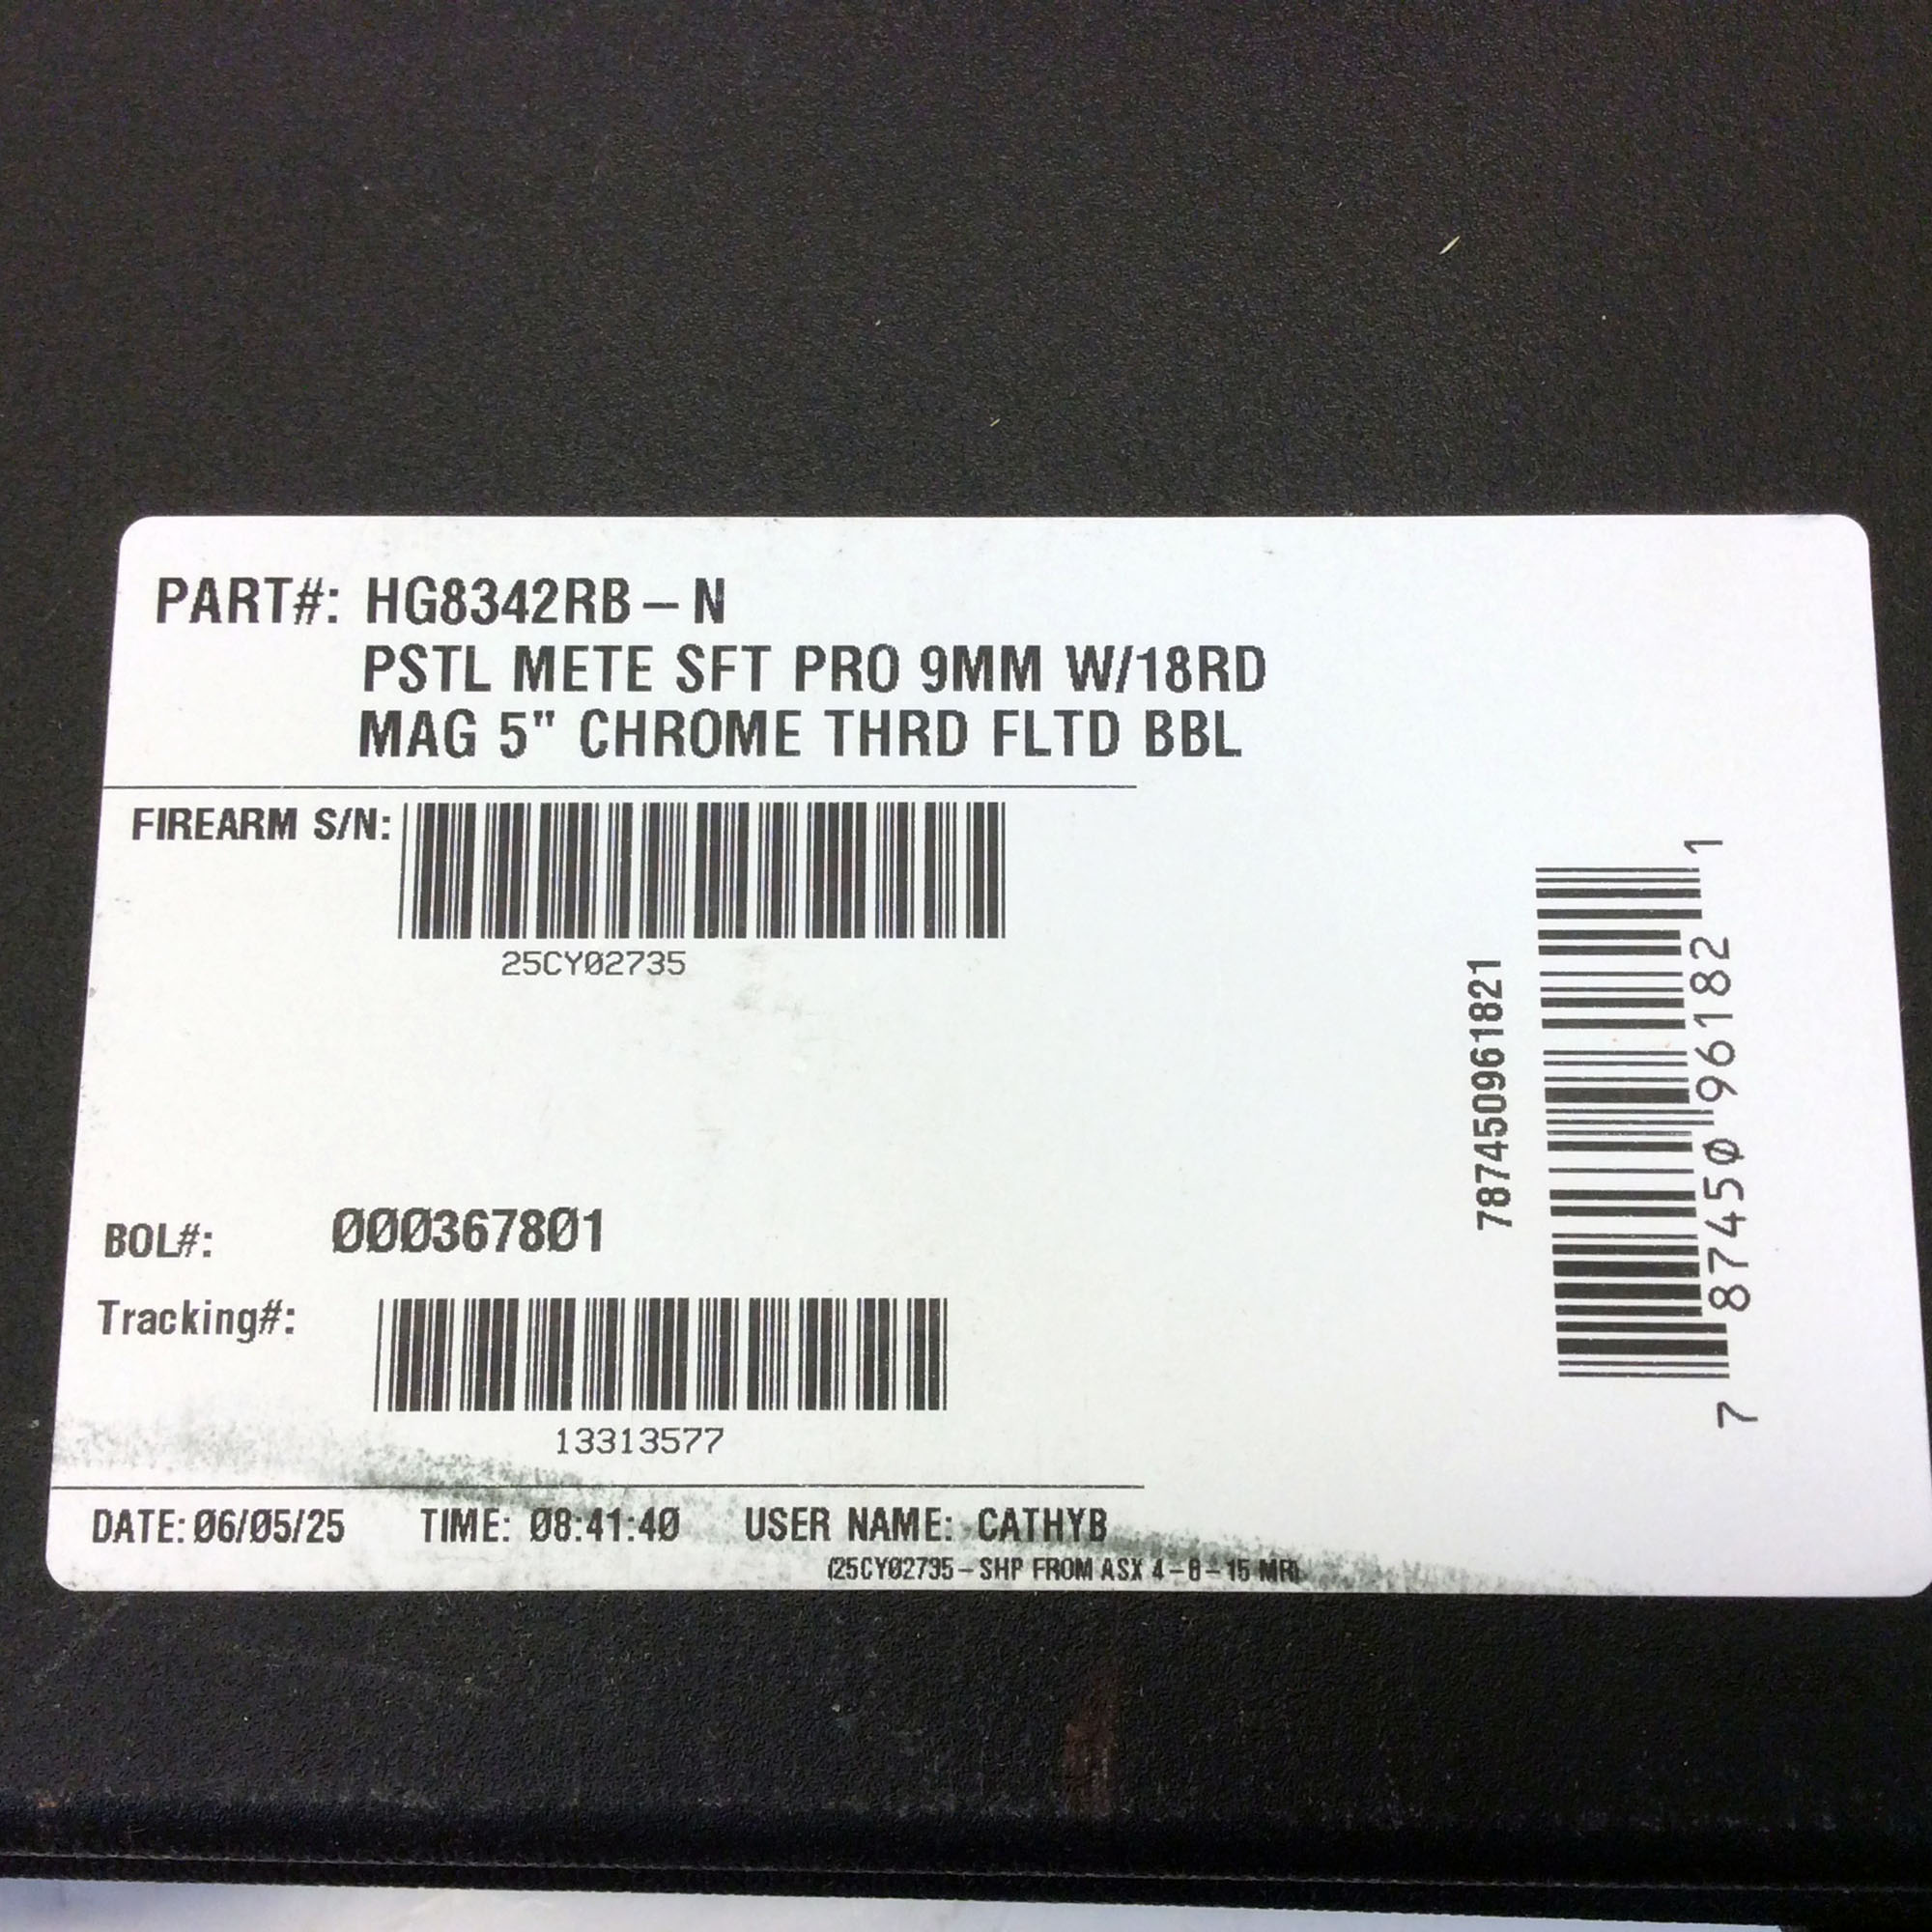 PART#: HG8342RB-N
PSTL METE SFT PRO 9MM W/18RD
MAG 5" CHROME THRD FLTD BBL
FIREARM S/N:
25CY02735
787450961821
7 87450 96182 1
BOL#: 000367801
Tracking#:
13313577
DATE: 06/05/25 TIME: 08:41:40 USER NAME: CATHYB
(25CY02735-SHP FROM ASX 4-8-15 MR)